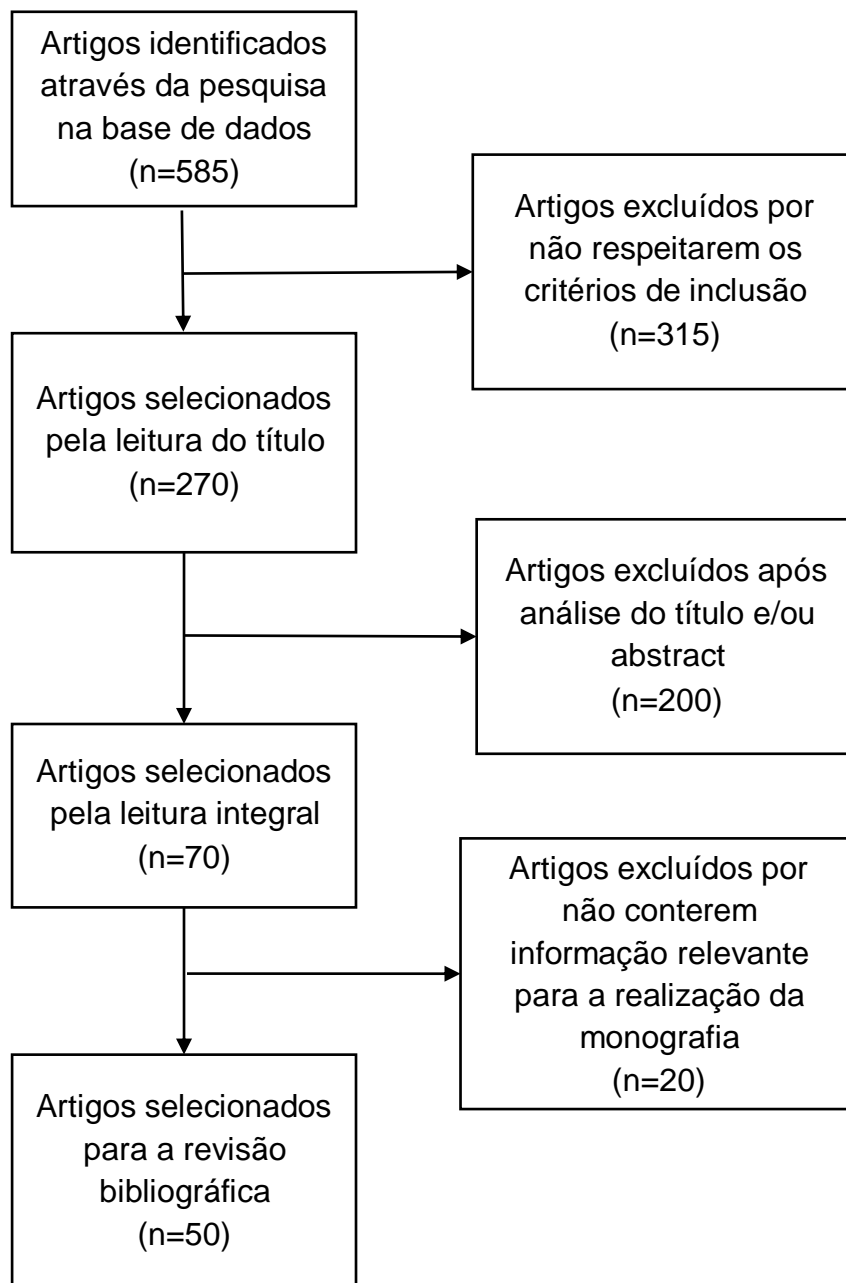 Artigos identificados
através da pesquisa
na base de dados
(n=585)
Artigos excluídos por
não respeitarem os
critérios de inclusão
(n=315)
Artigos selecionados
pela leitura do título
(n=270)
Artigos excluídos após
análise do título e/ou
abstract
(n=200)
Artigos selecionados
pela leitura integral
(n=70)
Artigos excluídos por
não conterem
informação relevante
para a realização da
monografia
(n=20)
Artigos selecionados
para a revisão
bibliográfica
(n=50)